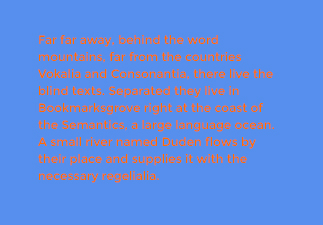 Far far away, behind the word
mountains, far from the countries
Vokalia and Consonantia, there live the
blind texts. Separated they live in
Bookmarksgrove right at the coast of
the Semantics, a large language ocean.
A small river named Duden flows by
their place and supplies it with the
necessary regelialia.